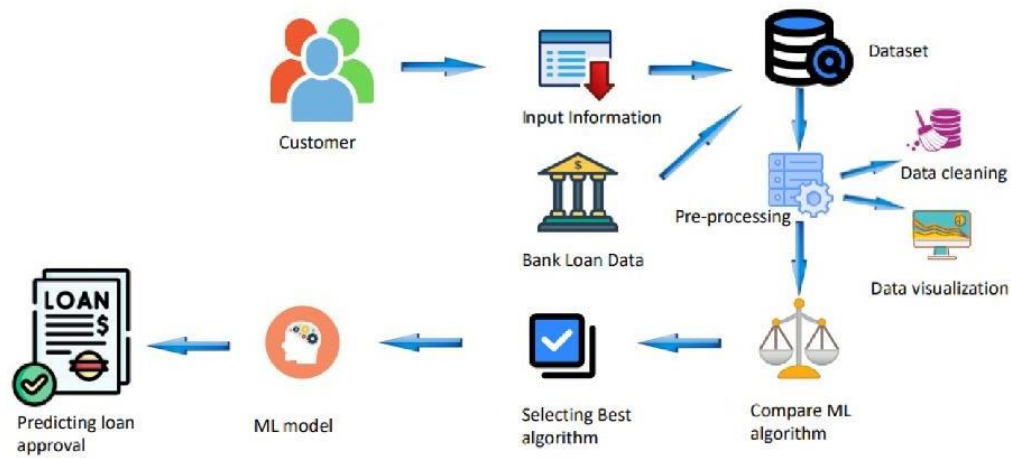 Dataset
Customer
Input Information
Data cleaning
Pre-processing
$
Bank Loan Data
Data visualization
LOAN
$
Predicting loan
approval
ML model
Selecting Best
algorithm
Compare ML
algorithm